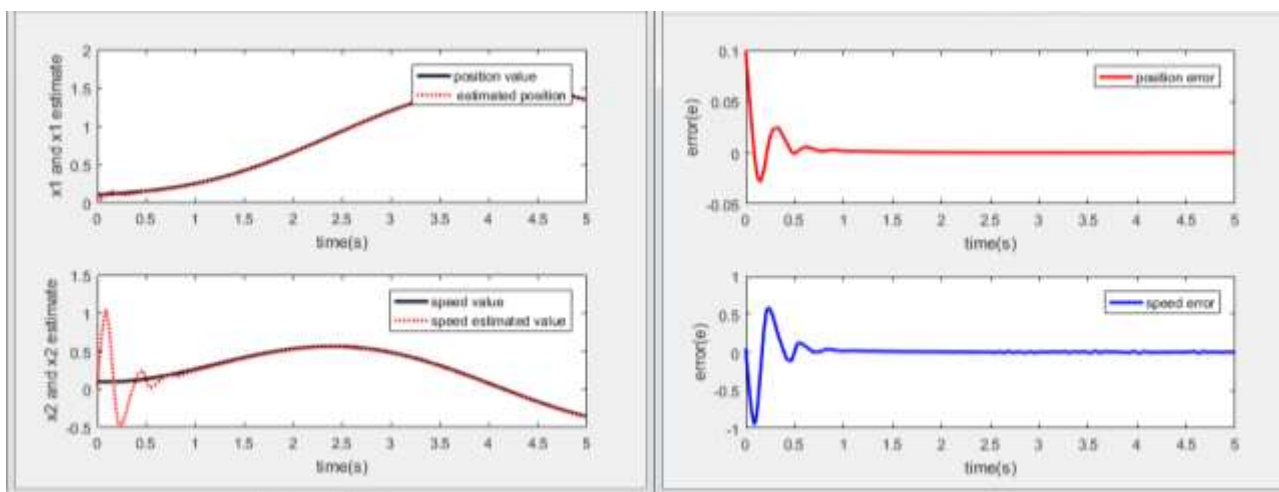 x1 and x1 estimate
2
1.5
1
0.5
0
position value
estimated position
0 0.5 1 1.5 2 2.5 3 3.5 4 4.5 5
time(s)
x2 and x2 estimate
1.5
1
0.5
0
-0.5
speed value
speed estimated value
0 0.5 1 1.5 2 2.5 3 3.5 4 4.5 5
time(s)
error(e)
0.1
0.05
0
-0.05
position error
0 0.5 1 1.5 2 2.5 3 3.5 4 4.5 5
time(s)
error(e)
1
0.5
0
-0.5
-1
speed error
0 0.5 1 1.5 2 2.5 3 3.5 4 4.5 5
time(s)